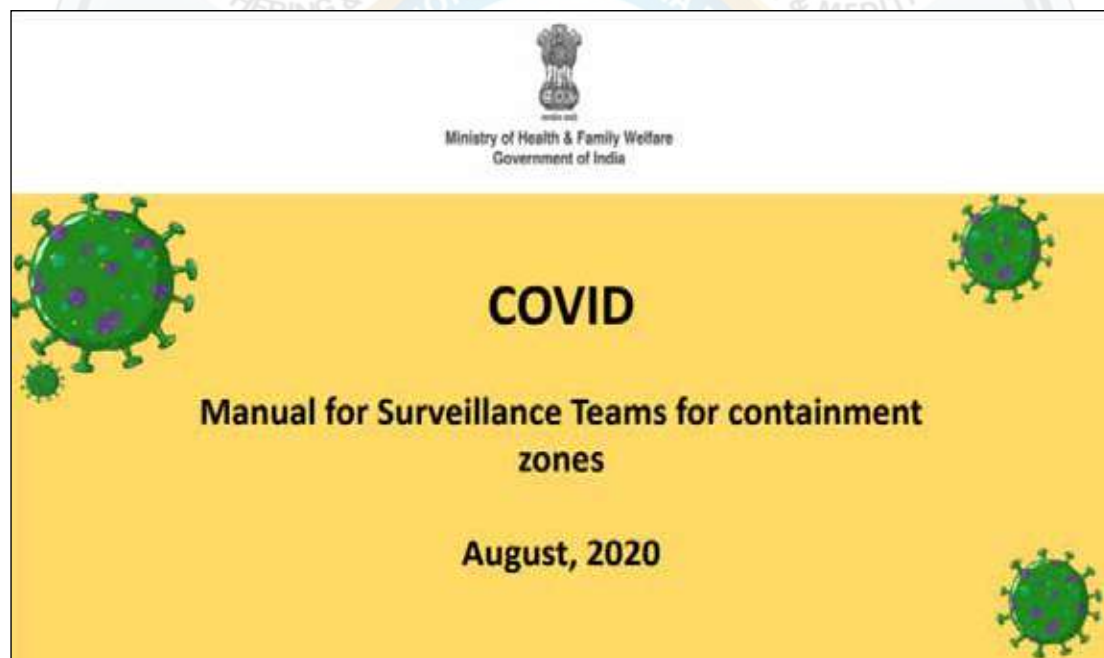 Ministry of Health & Family Welfare
Government of India
COVID
Manual for Surveillance Teams for containment
zones
August, 2020